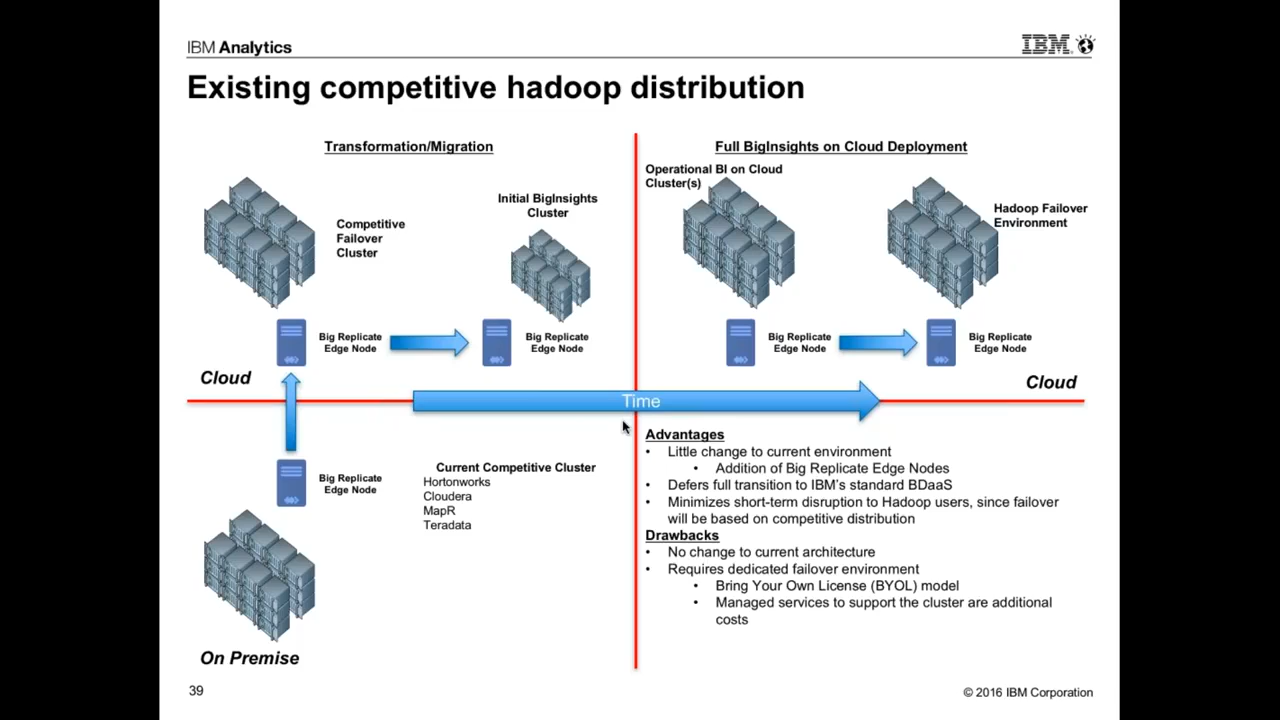 IBM Analytics
IBM
Existing competitive hadoop distribution
Transformation/Migration
Competitive
Failover
Cluster
Initial BigInsights
Cluster
Big Replicate
Edge Node
Big Replicate
Edge Node
Cloud
Full BigInsights on Cloud Deployment
Operational BI on Cloud
Cluster(s)
Hadoop Failover
Environment
Big Replicate
Edge Node
Big Replicate
Edge Node
Cloud
Time
Big Replicate
Edge Node
Current Competitive Cluster
Hortonworks
Cloudera
MapR
Teradata
On Premise
Advantages
• Little change to current environment
• Addition of Big Replicate Edge Nodes
• Defers full transition to IBM's standard BDaaS
• Minimizes short-term disruption to Hadoop users, since failover
will be based on competitive distribution
Drawbacks
• No change to current architecture
• Requires dedicated failover environment
• Bring Your Own License (BYOL) model
• Managed services to support the cluster are additional
costs
39
© 2016 IBM Corporation